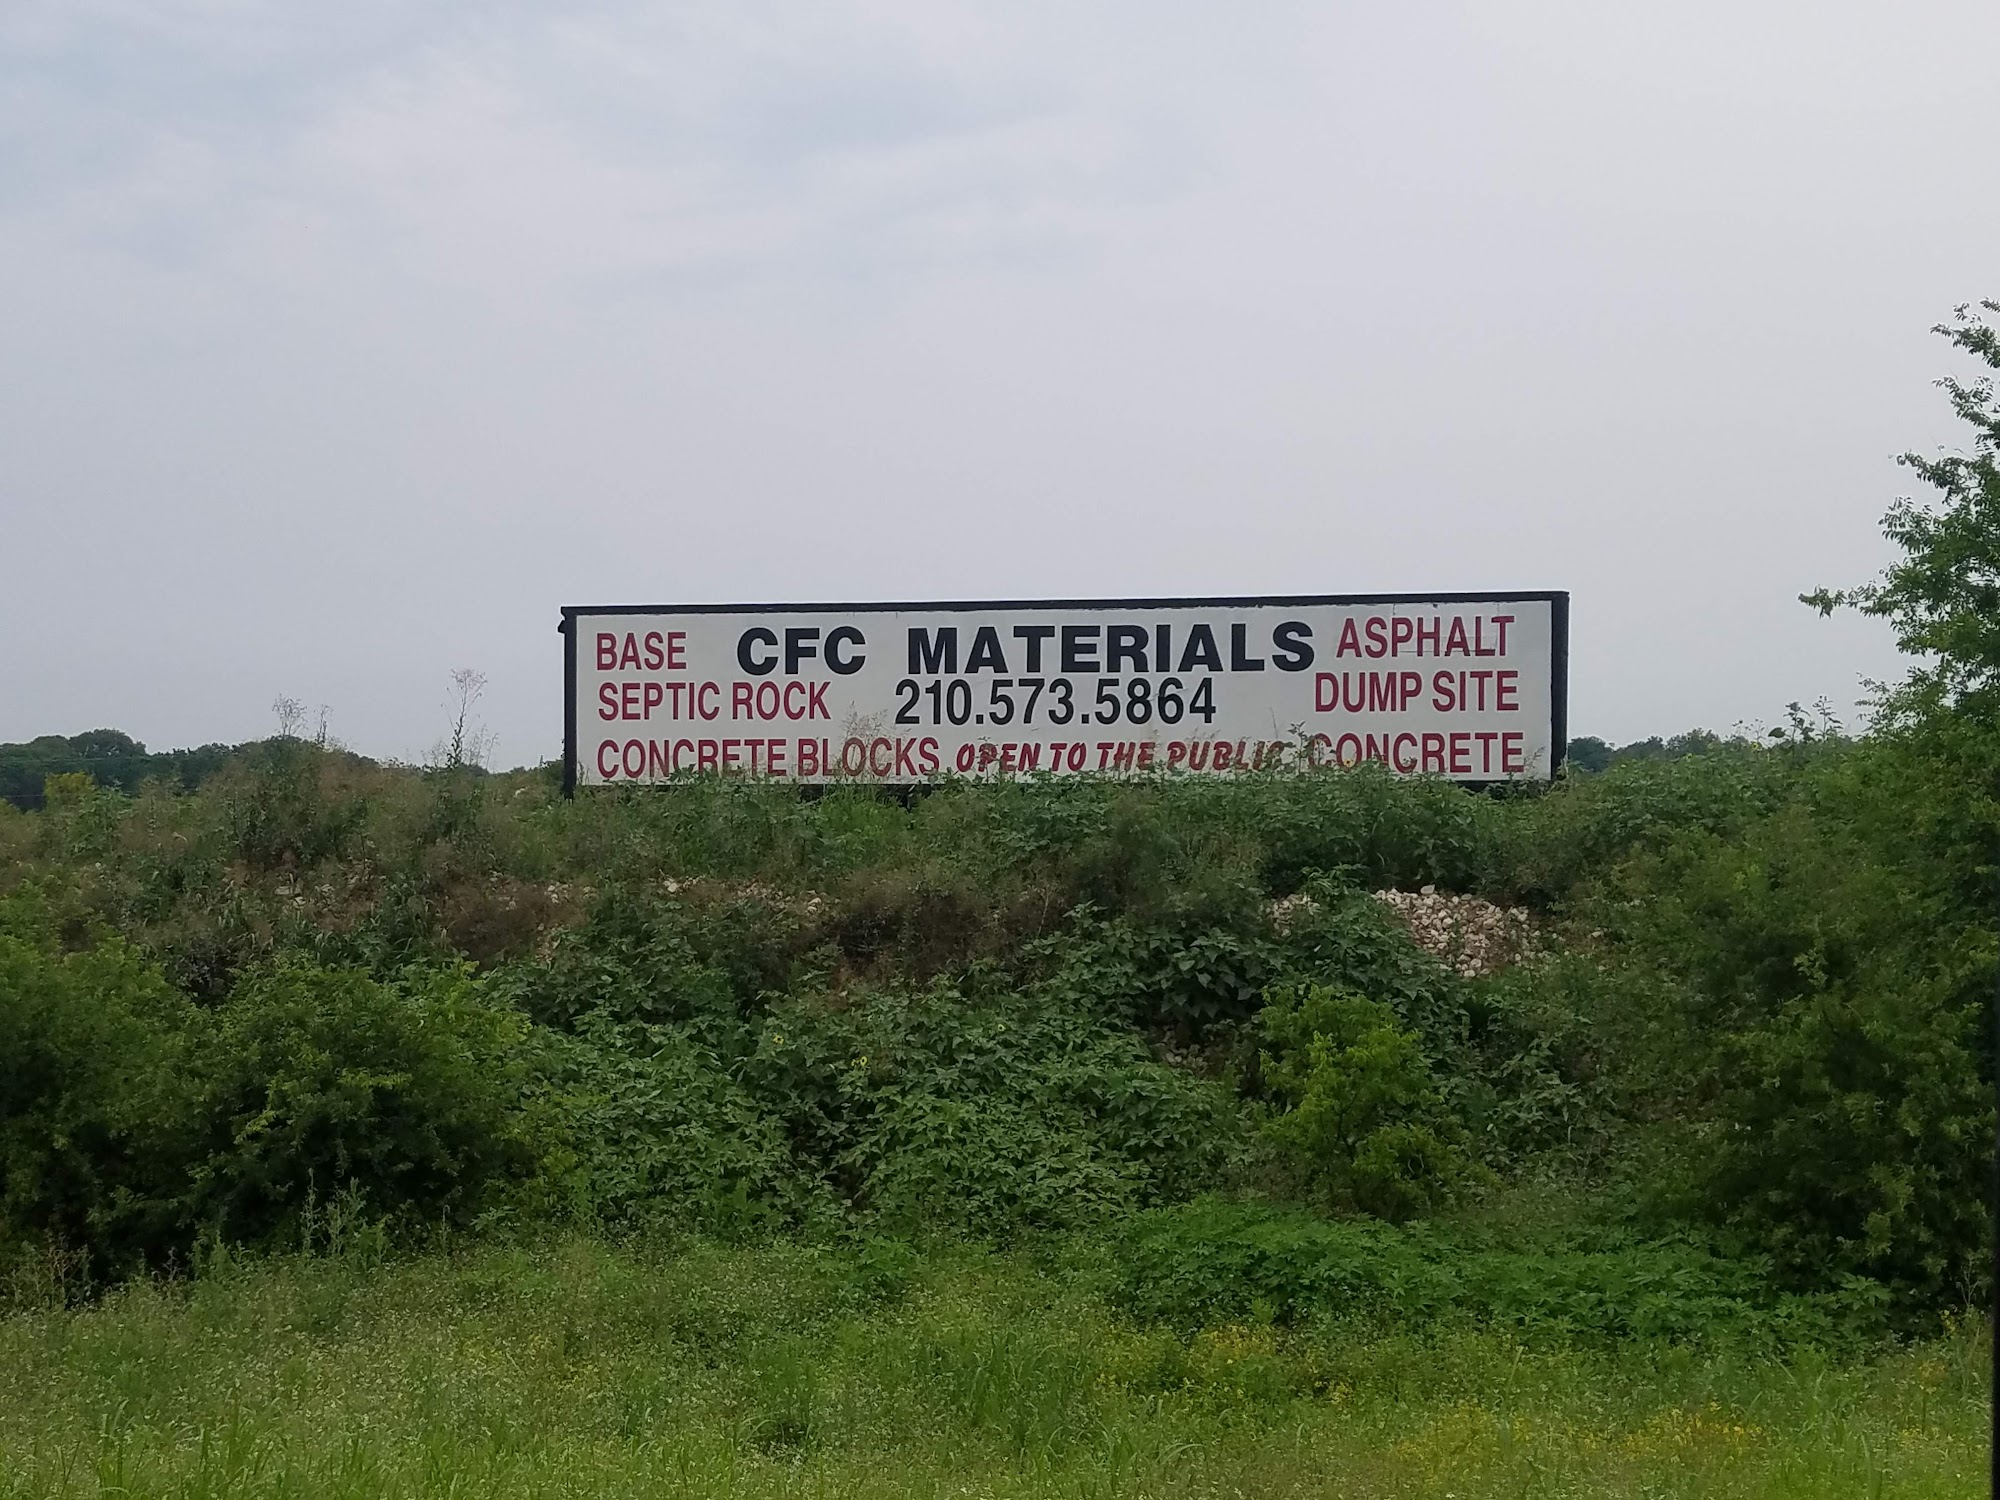 BASE CFC MATERIALS ASPHALT
SEPTIC ROCK 210.573.5864 DUMP SITE
CONCRETE BLOCKS OPEN TO THE PUBLIC CONCRETE